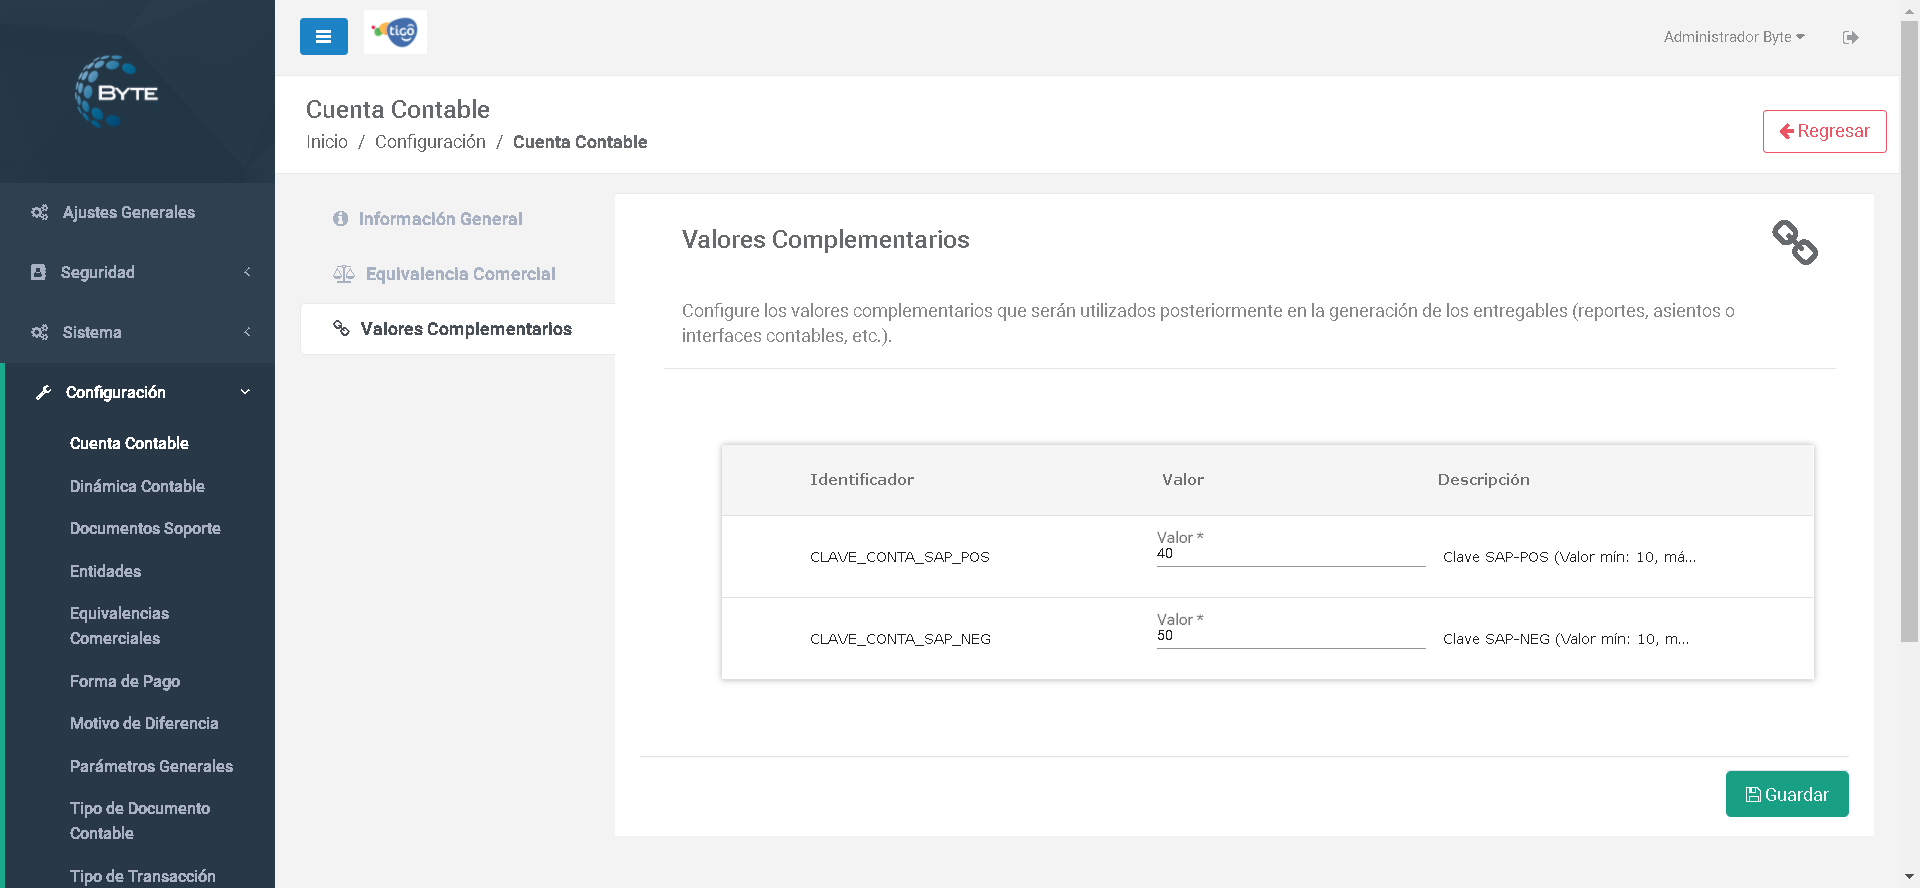 BYTE
tigo
Administrador Byte
Cuenta Contable
Inicio / Configuración / Cuenta Contable
Regresar
Ajustes Generales
Seguridad
Sistema
Configuración
Cuenta Contable
Dinámica Contable
Documentos Soporte
Entidades
Equivalencias
Comerciales
Forma de Pago
Motivo de Diferencia
Parámetros Generales
Tipo de Documento
Contable
Tipo de Transacción
Información General
Equivalencia Comercial
Valores Complementarios
Valores Complementarios
Configure los valores complementarios que serán utilizados posteriormente en la generación de los entregables (reportes, asientos o
interfaces contables, etc.).
Identificador Valor Descripción
Valor *
CLAVE_CONTA_SAP_POS 40 Clave SAP-POS (Valor mín: 10, má...
Valor *
CLAVE_CONTA_SAP_NEG 50 Clave SAP-NEG (Valor mín: 10, m...
Guardar